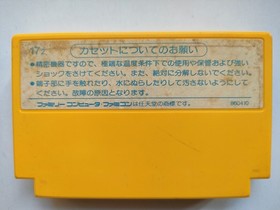 カセットについてのお願い
●精密機器ですので、極端な温度条件下での使用や保管および強い
ショックをさけてください。また、絶対に分解しないでください。
●端子部に手を触れたり、水にぬらしたりして汚さないようにして
ください。故障の原因となります。
ファミリーコンピュータ・ファミコンは任天堂の商標です。